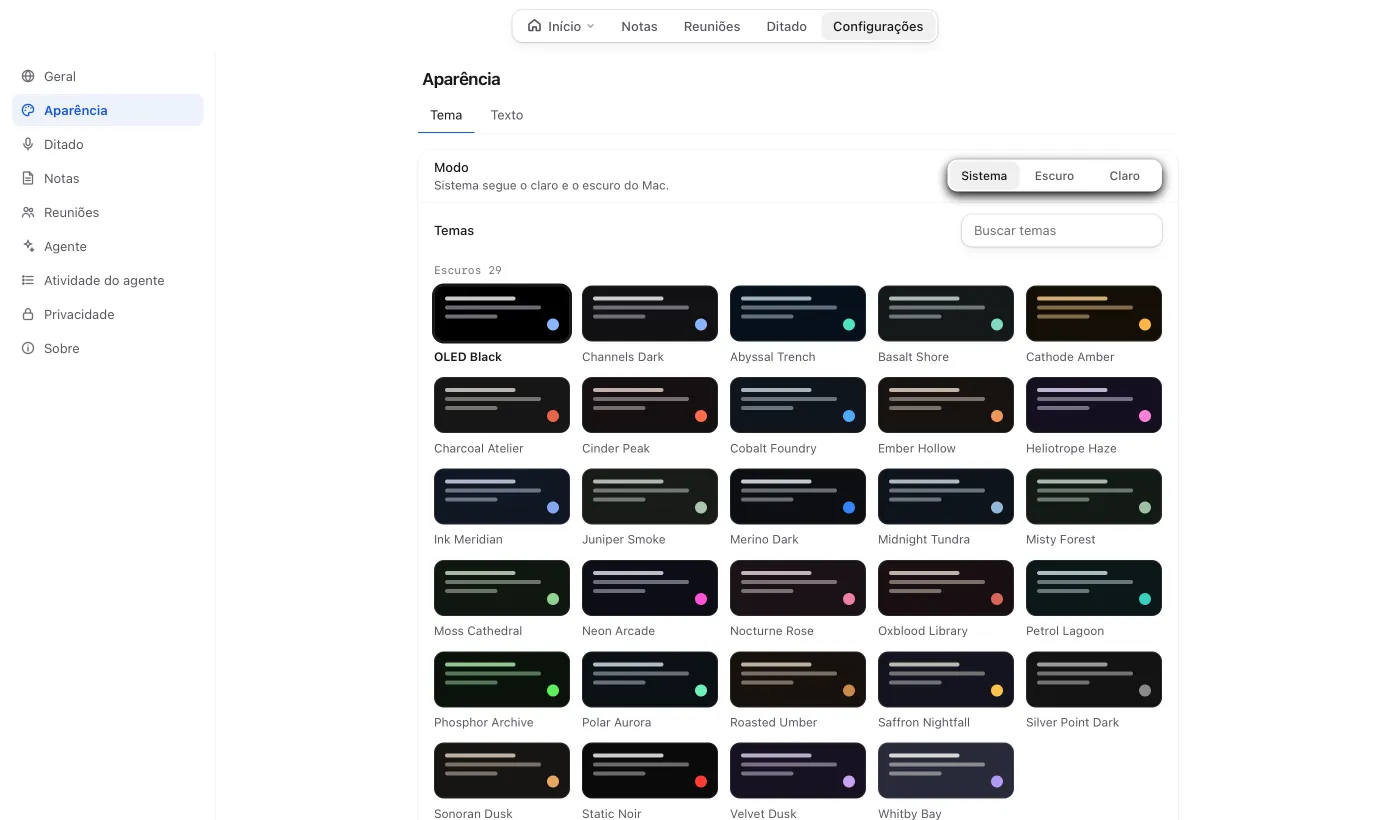 Início
Notas
Reuniões
Ditado
Configurações
Geral
Aparência
Ditado
Notas
Reuniões
Agente
Atividade do agente
Privacidade
Sobre
Aparência
Tema
Texto
Modo
Sistema segue o claro e o escuro do Mac.
Sistema
Escuro
Claro
Temas
Buscar temas
Escuros 29
OLED Black
Channels Dark
Abyssal Trench
Basalt Shore
Cathode Amber
Charcoal Atelier
Cinder Peak
Cobalt Foundry
Ember Hollow
Heliotrope Haze
Ink Meridian
Juniper Smoke
Merino Dark
Midnight Tundra
Misty Forest
Moss Cathedral
Neon Arcade
Nocturne Rose
Oxblood Library
Petrol Lagoon
Phosphor Archive
Polar Aurora
Roasted Umber
Saffron Nightfall
Silver Point Dark
Sonoran Dusk
Static Noir
Velvet Dusk
Whitby Bay